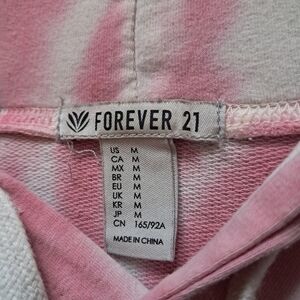 FOREVER 21
US M
CA M
MX M
BR M
EU M
UK M
KR M
JP M
CN 165/92A
MADE IN CHINA